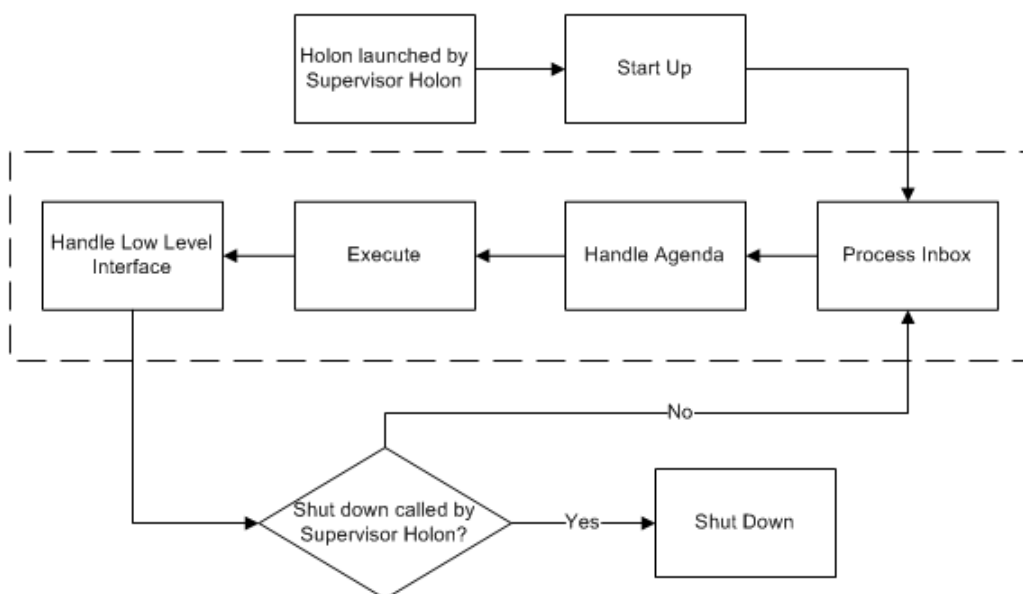 Holon launched by
Supervisor Holon
Start Up
Handle Low Level
Interface
Execute
Handle Agenda
Process Inbox
No
Shut down called by
Supervisor Holon?
Yes
Shut Down